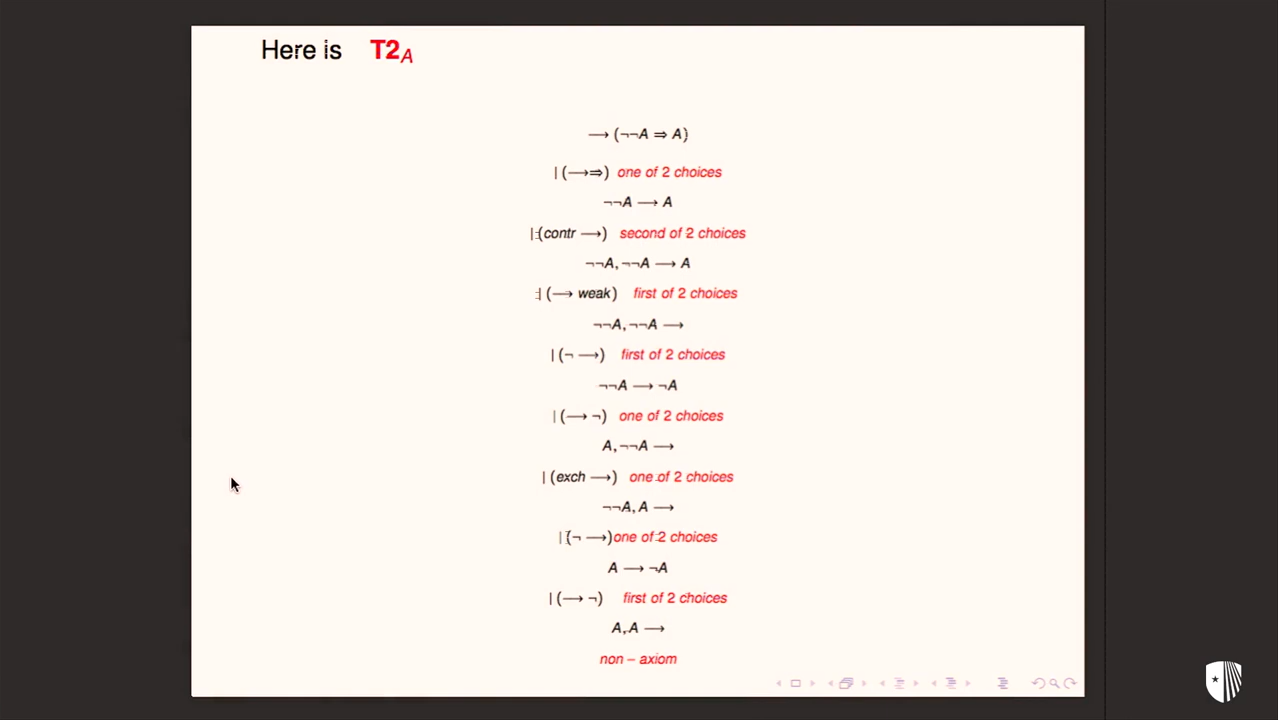 Here is T2A
⟶ (¬¬A ⇒ A)
| (⟶⇒) one of 2 choices
¬¬A ⟶ A
| (contr ⟶) second of 2 choices
¬¬A, ¬¬A ⟶ A
| (⟶ weak) first of 2 choices
¬¬A, ¬¬A ⟶
| (¬ ⟶) first of 2 choices
¬¬A ⟶ ¬A
| (⟶ ¬) one of 2 choices
A, ¬¬A ⟶
| (exch ⟶) one of 2 choices
¬¬A, A ⟶
| (¬ ⟶) one of 2 choices
A ⟶ ¬A
| (⟶ ¬) first of 2 choices
A, A ⟶
non – axiom